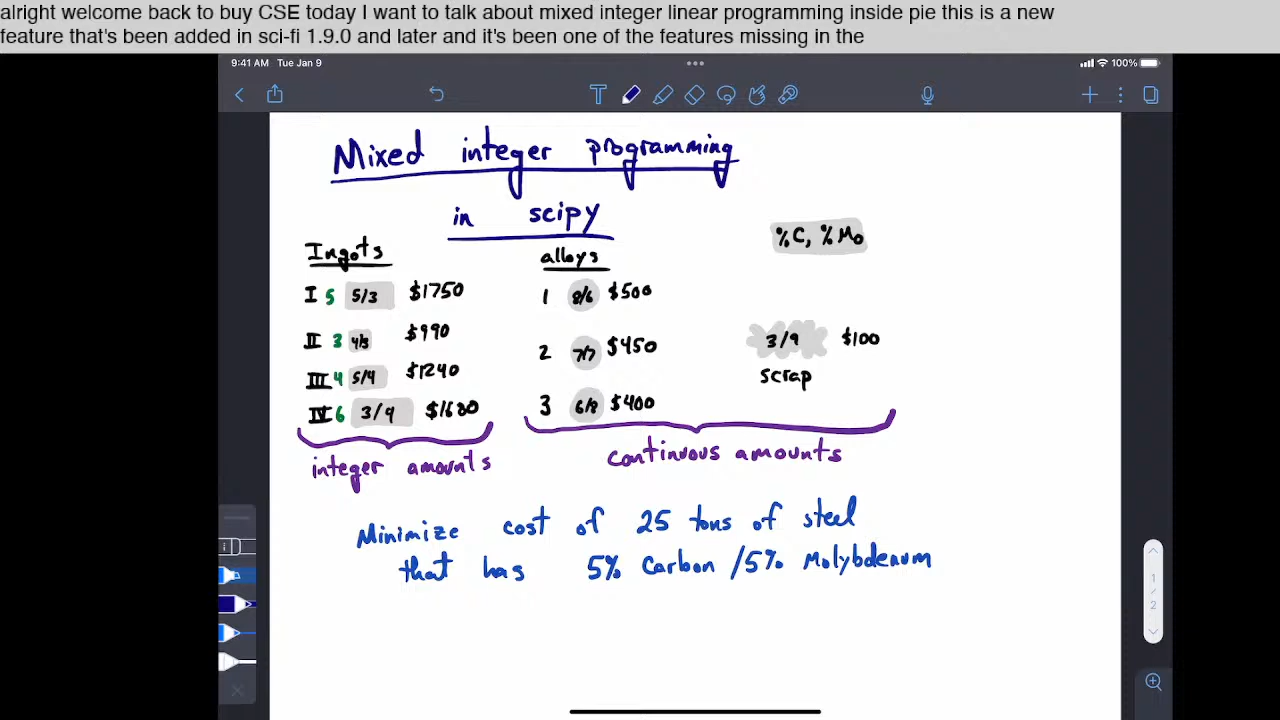 alright welcome back to buy CSE today I want to talk about mixed integer linear programming inside pie this is a new
feature that's been added in sci-fi 1.9.0 and later and it's been one of the features missing in the
9:41 AM Tue Jan 9
100%
T
Mixed integer programming
in scipy
%C, %Mo
Ingots
I 5 5/3 $1750
II 3 4/3 $990
III 4 5/4 $1240
IV 6 3/4 $1680
integer amounts
alloys
1 8/6 $500
2 7/7 $450
3 6/8 $400
3/9 $100
scrap
continuous amounts
Minimize cost of 25 tons of steel
that has 5% Carbon /5% Molybdenum
1
/
2